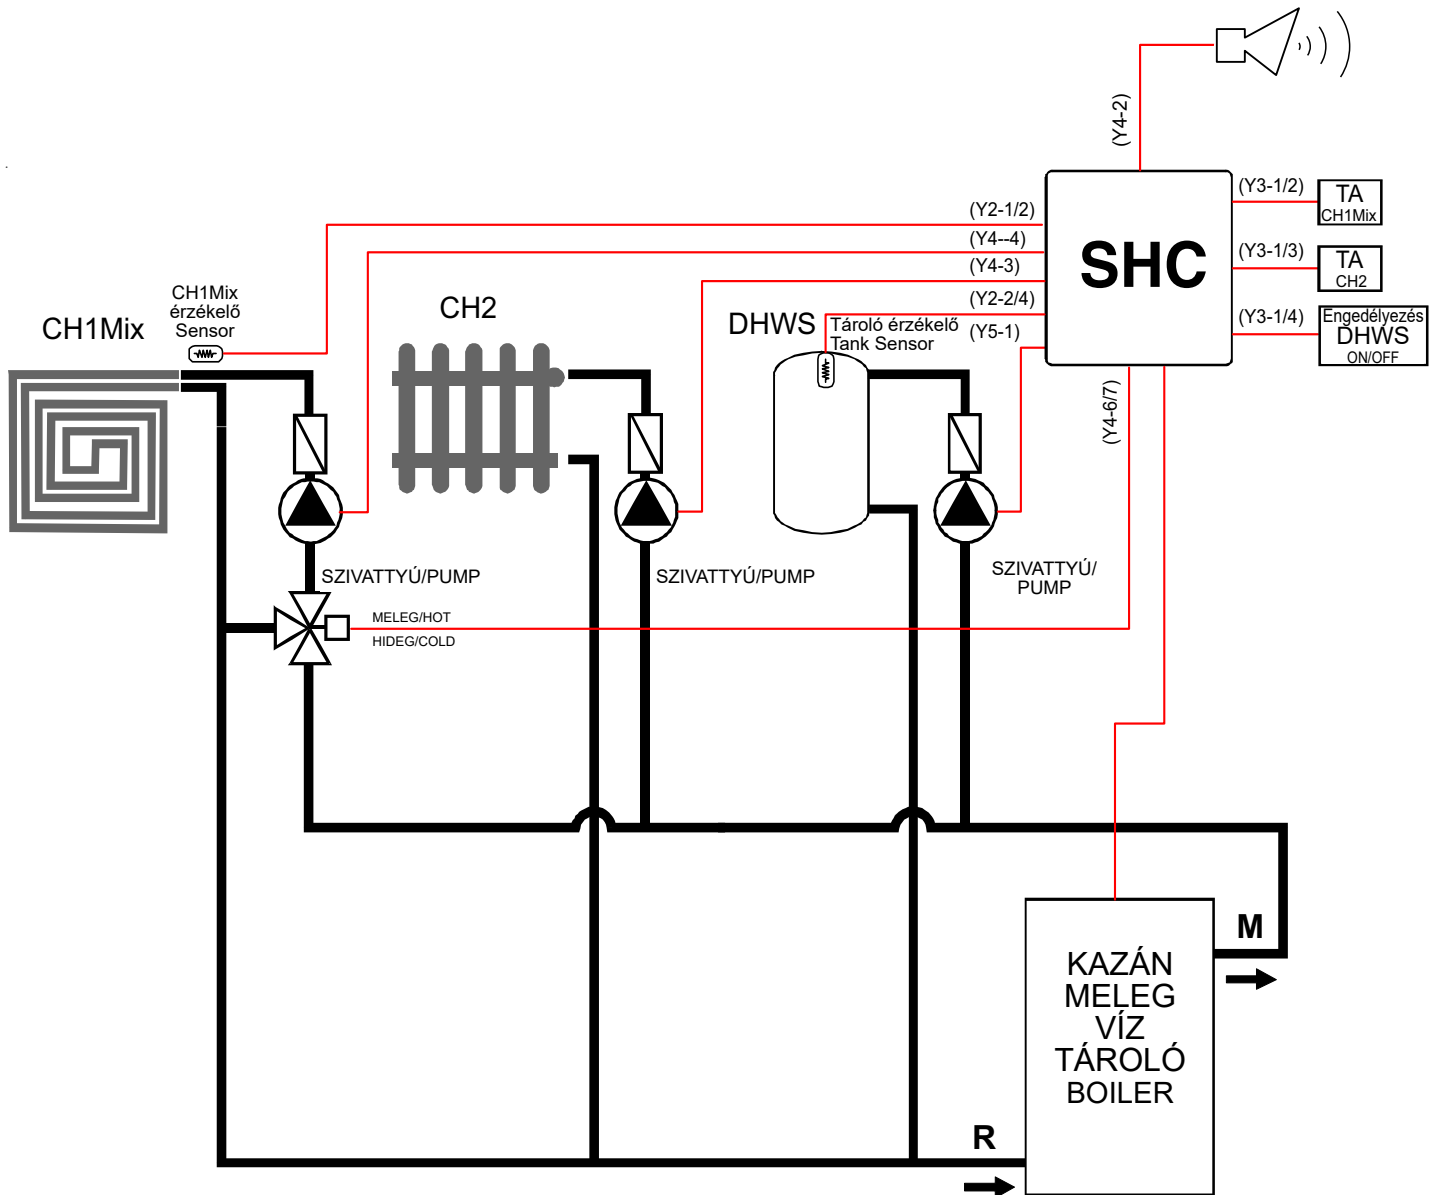 (Y4-2)
(Y3-1/2)
TA
CH1Mix
(Y2-1/2)
(Y4--4)
SHC
(Y3-1/3)
TA
CH2
(Y4-3)
CH1Mix
érzékelő
Sensor
CH1Mix
CH2
(Y2-2/4)
DHWS
Tároló érzékelő
Tank Sensor
(Y5-1)
(Y3-1/4)
Engedélyezés
DHWS
ON/OFF
(Y4-6/7)
SZIVATTYÚ/PUMP
SZIVATTYÚ/PUMP
SZIVATTYÚ/
PUMP
MELEG/HOT
HIDEG/COLD
M
KAZÁN
MELEG
VÍZ
TÁROLÓ
BOILER
R